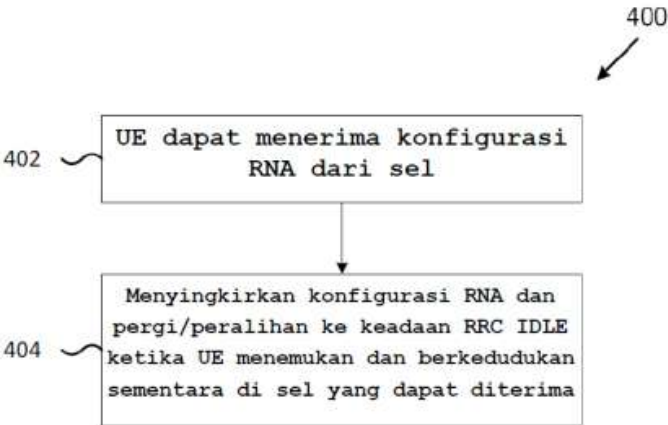 400
402
UE dapat menerima konfigurasi
RNA dari sel
404
Menyingkirkan konfigurasi RNA dan
pergi/peralihan ke keadaan RRC IDLE
ketika UE menemukan dan berkedudukan
sementara di sel yang dapat diterima